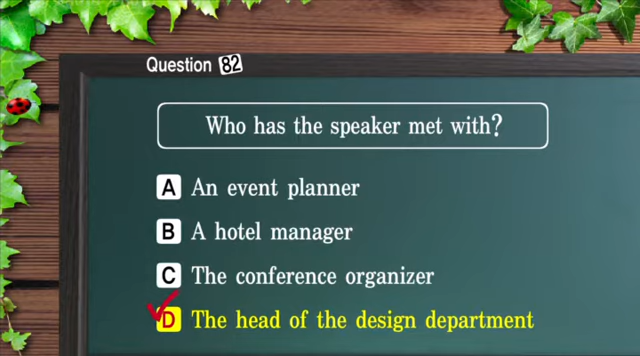 Question 82
Who has the speaker met with?
A An event planner
B A hotel manager
C The conference organizer
D The head of the design department